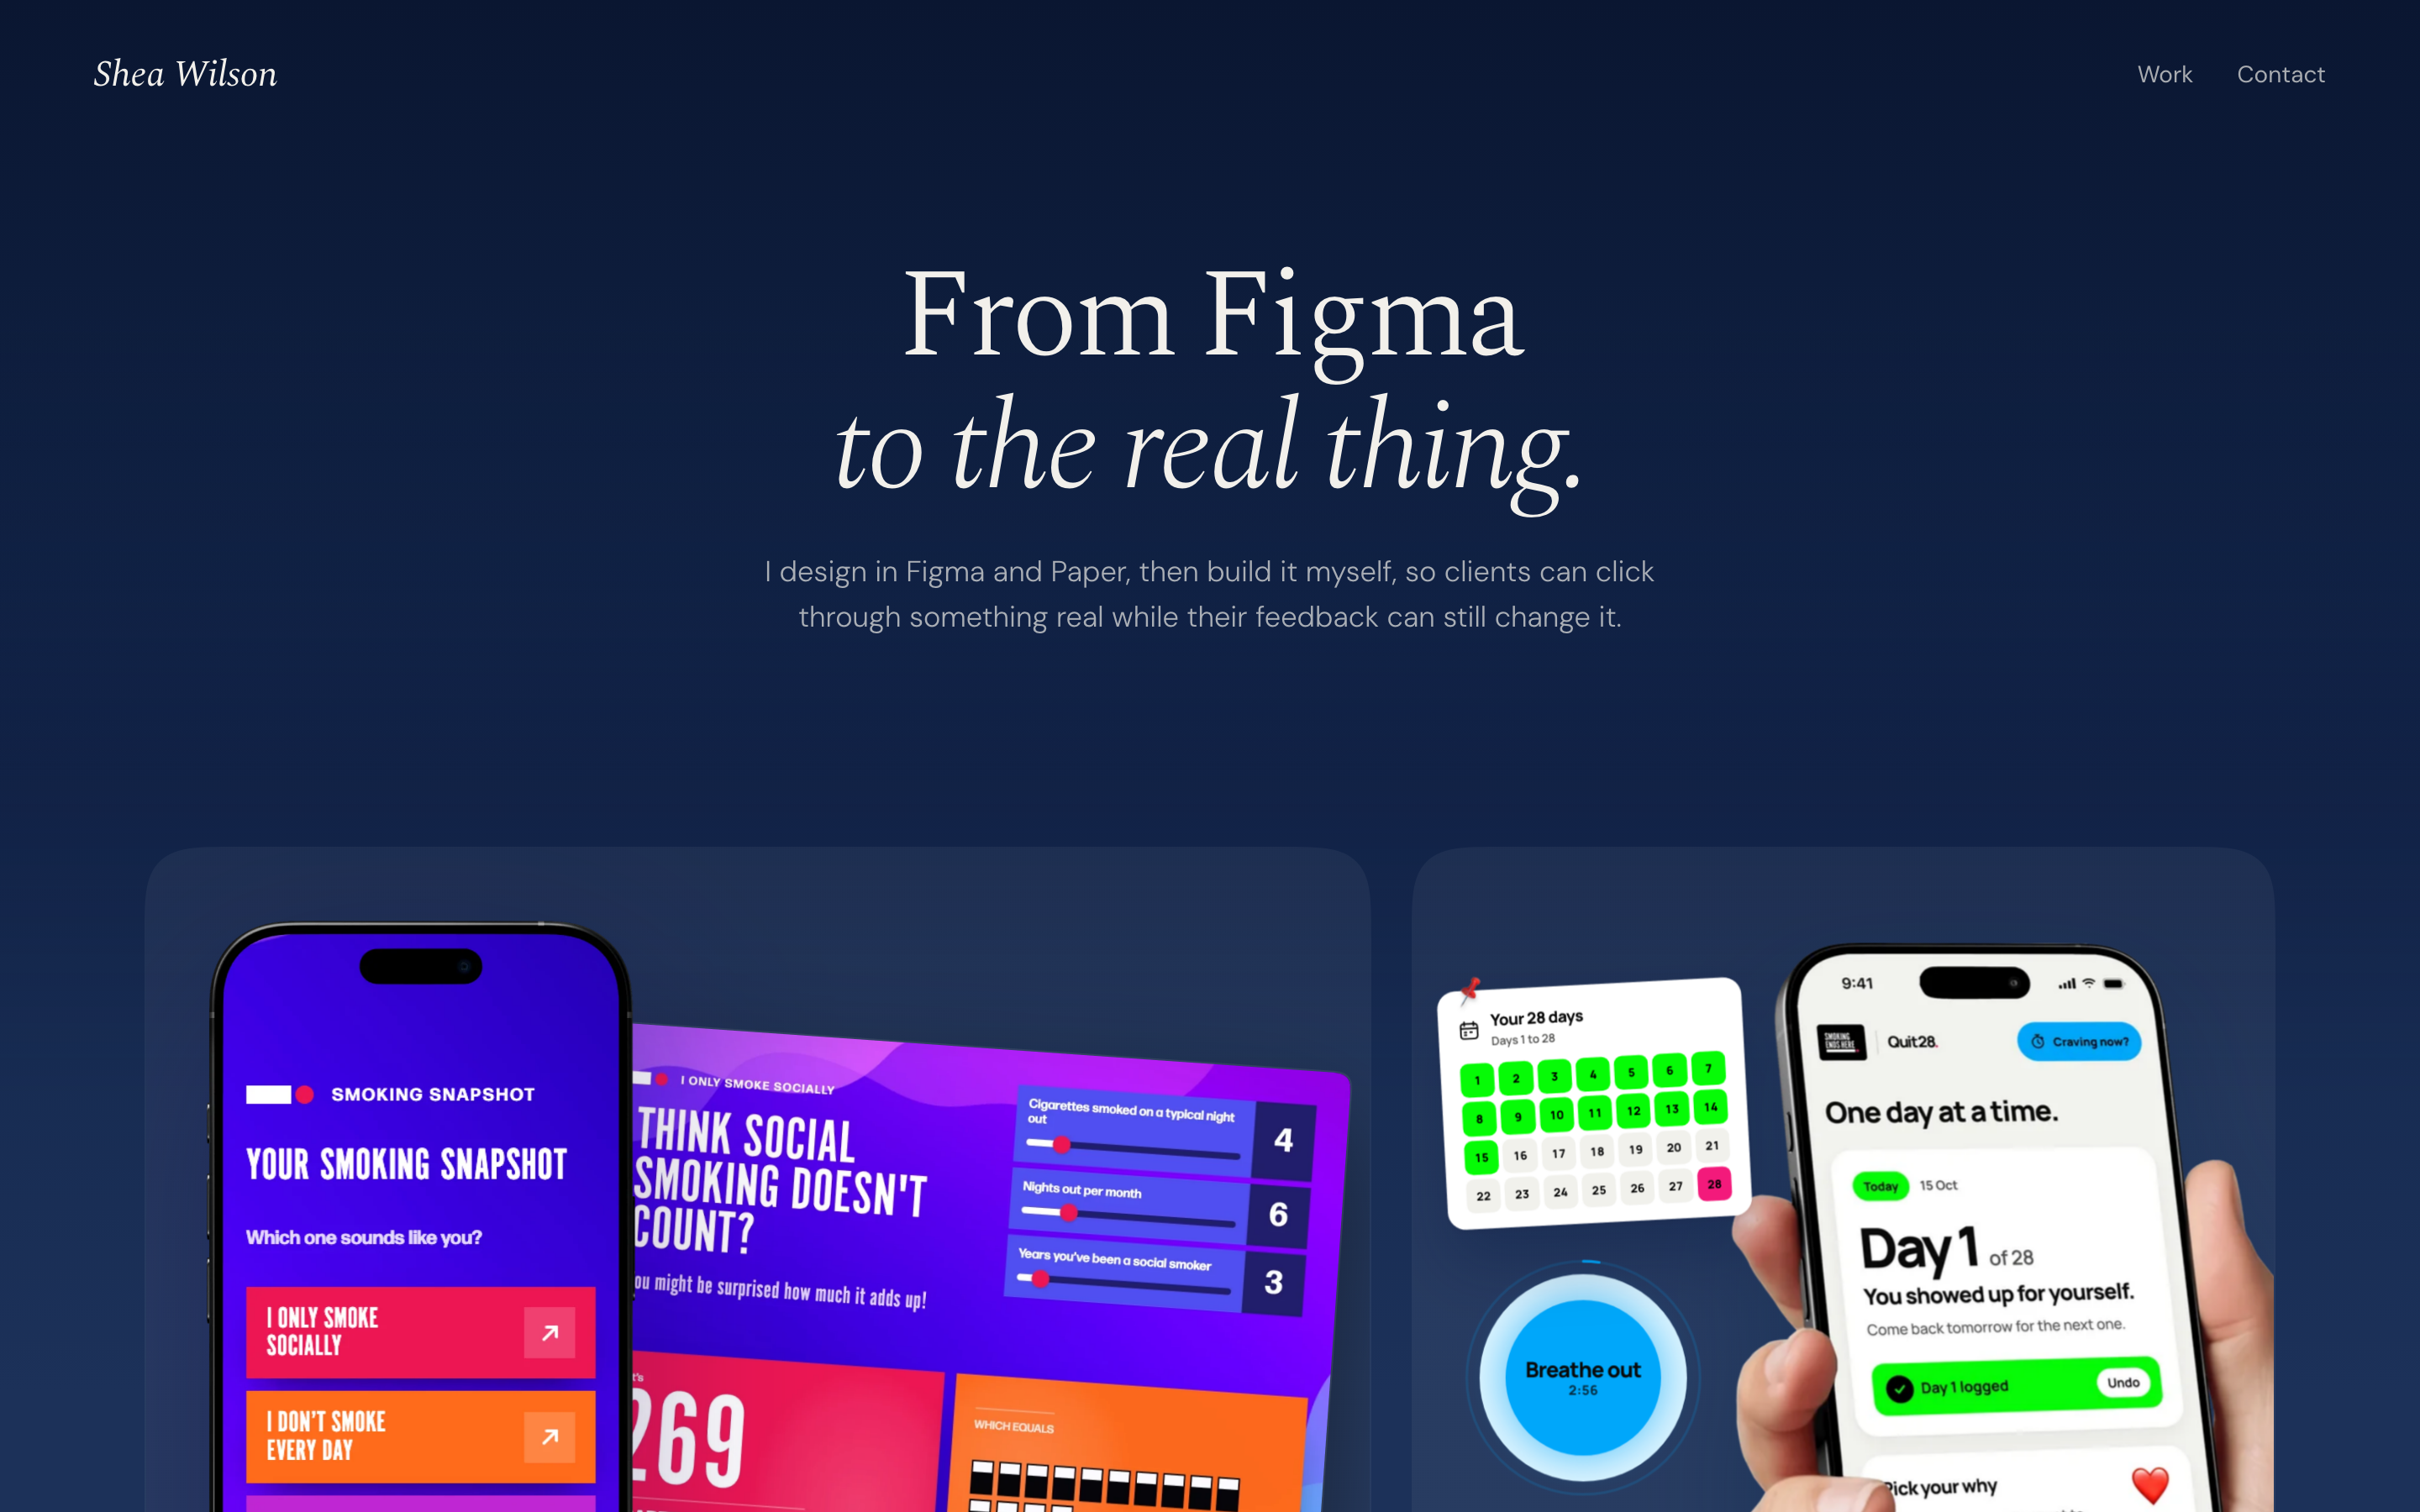 Shea Wilson
Work
Contact
From Figma
to the real thing.
I design in Figma and Paper, then build it myself, so clients can click
through something real while their feedback can still change it.
SMOKING SNAPSHOT
YOUR SMOKING SNAPSHOT
Which one sounds like you?
I ONLY SMOKE
SOCIALLY
I DON'T SMOKE
EVERY DAY
I ONLY SMOKE SOCIALLY
THINK SOCIAL
SMOKING DOESN'T
COUNT?
ou might be surprised how much it adds up!
Cigarettes smoked on a typical night
out
4
Nights out per month
6
Years you've been a social smoker
3
269
WHICH EQUALS
Your 28 days
Days 1 to 28
1 2 3 4 5 6 7
8 9 10 11 12 13 14
15 16 17 18 19 20 21
22 23 24 25 26 27 28
Breathe out
2:56
9:41
SMOKING
ENDS HERE
Quit28.
Craving now?
One day at a time.
Today
15 Oct
Day 1 of 28
You showed up for yourself.
Come back tomorrow for the next one.
Day 1 logged
Undo
Pick your why